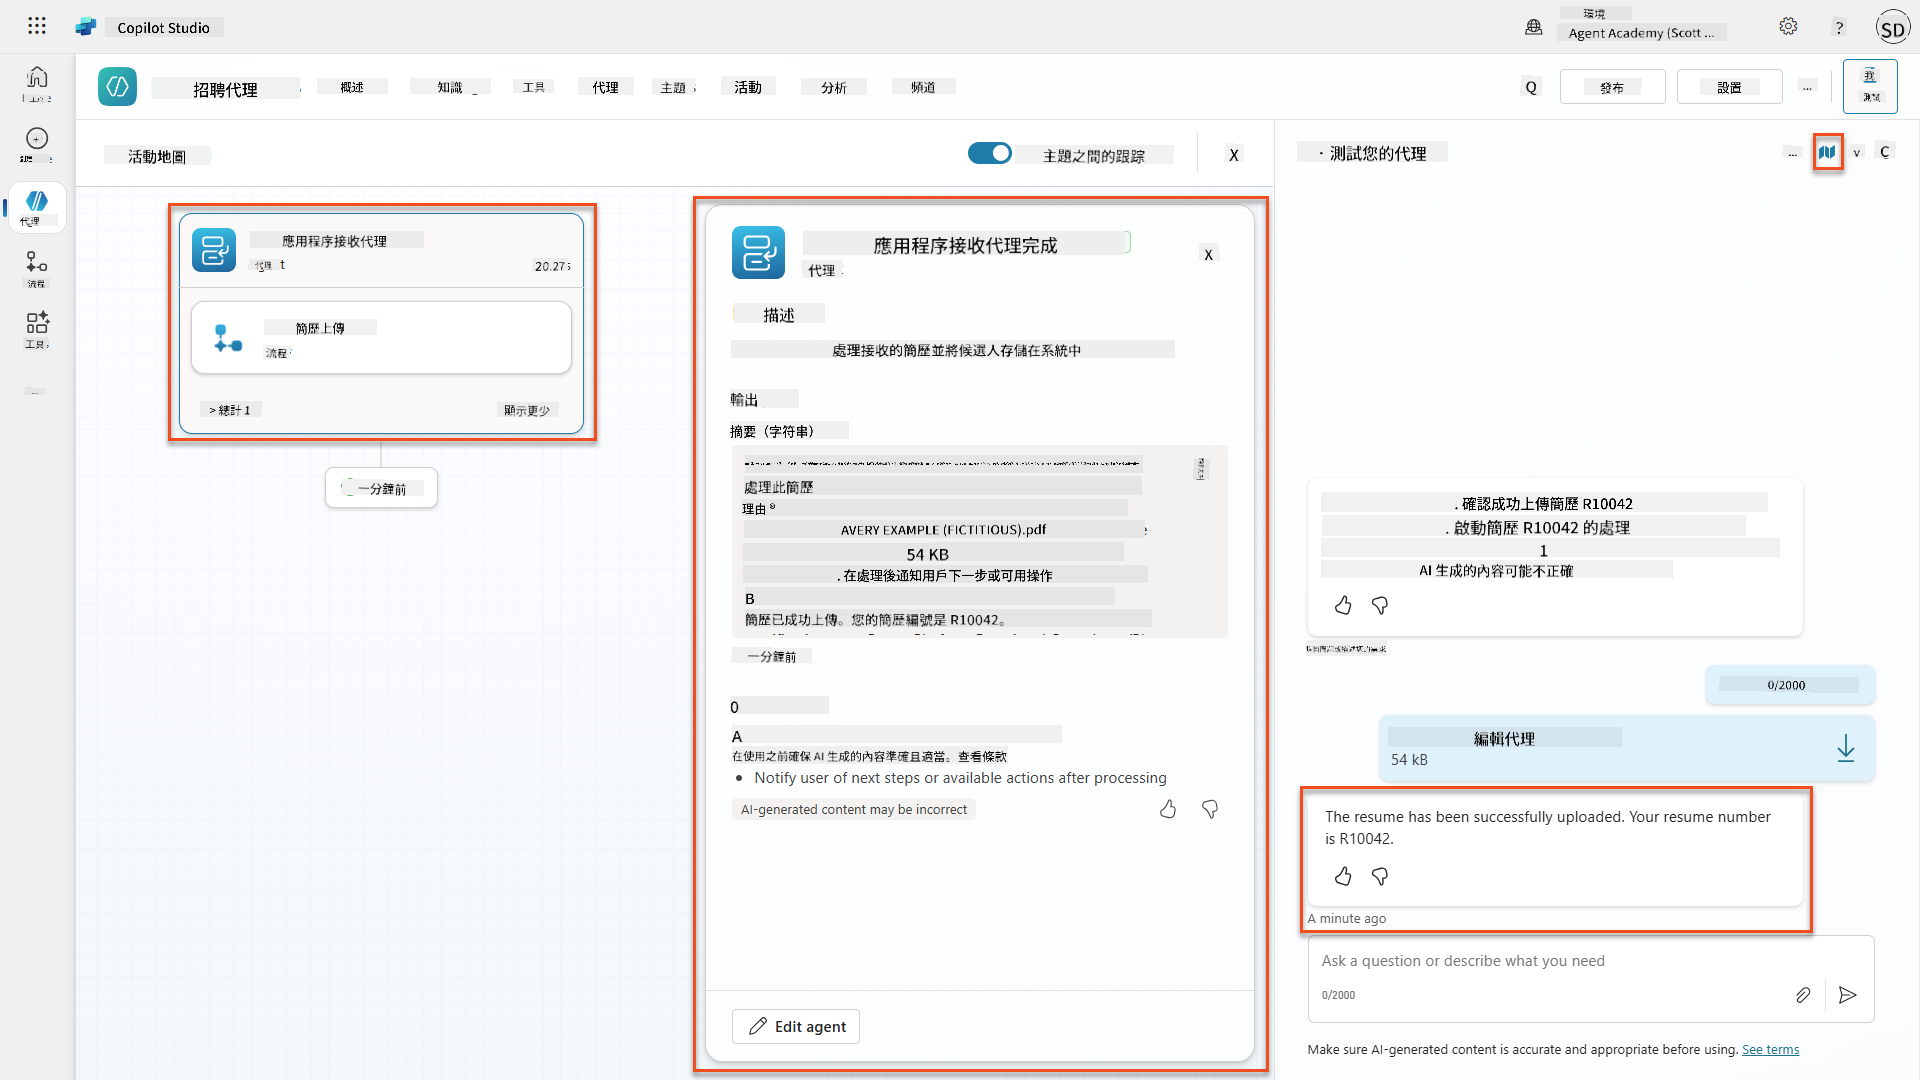 Copilot Studio
環境
Agent Academy (Scott ...
?
SD
招聘代理
概述
知識
工具
代理
主題
活動
分析
頻道
Q
發布
設置
...
我
測試
代理
流程
工具
活動地圖
主題之間的跟踪
X
應用程序接收代理
代理
20.27s
簡歷上傳
流程
> 總計 1
顯示更少
一分鐘前
應用程序接收代理完成
代理
X
描述
處理接收的簡歷並將候選人存儲在系統中
輸出
摘要（字符串）
處理此簡歷
理由
AVERY EXAMPLE (FICTITIOUS).pdf
54 KB
. 在處理後通知用戶下一步或可用操作
B
簡歷已成功上傳。您的簡歷編號是 R10042。
一分鐘前
0
A
在使用之前確保 AI 生成的內容準確且適當。查看條款
• Notify user of next steps or available actions after processing
AI-generated content may be incorrect
Edit agent
· 測試您的代理
...
v
C
. 確認成功上傳簡歷 R10042
. 啟動簡歷 R10042 的處理
1
AI 生成的內容可能不正確
0/2000
編輯代理
54 kB
The resume has been successfully uploaded. Your resume number
is R10042.
A minute ago
Ask a question or describe what you need
0/2000
Make sure AI-generated content is accurate and appropriate before using. See terms